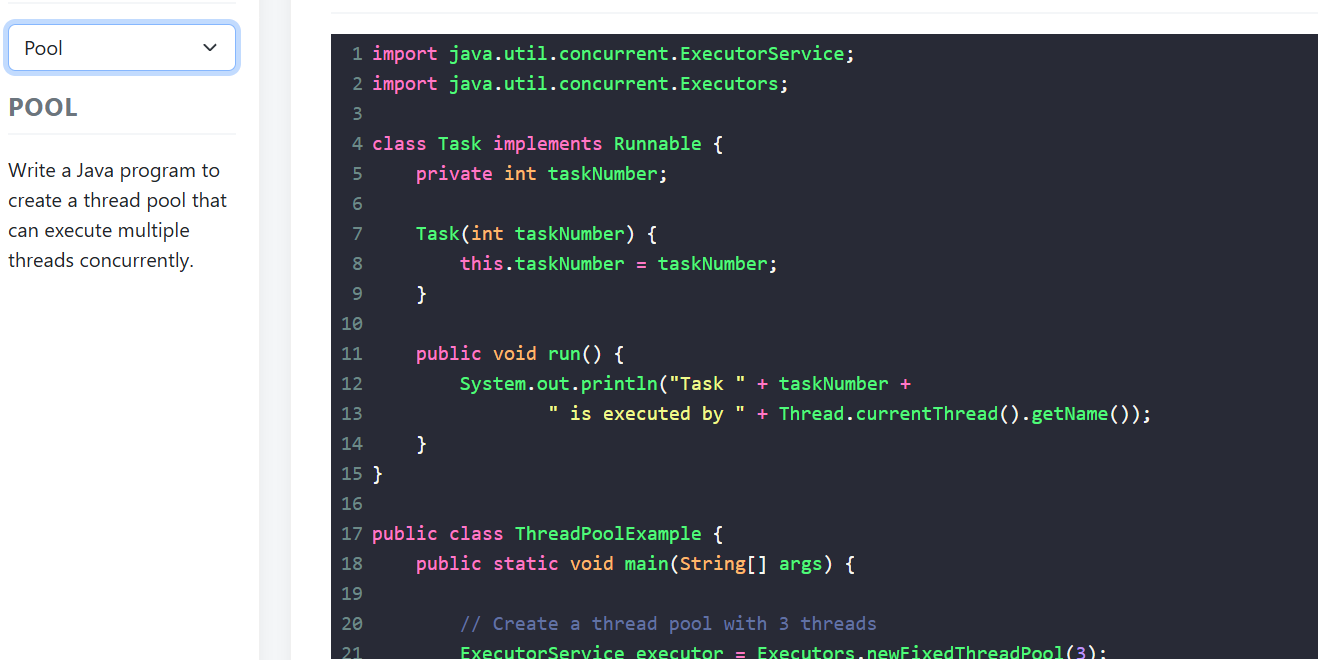 Pool
POOL
Write a Java program to
create a thread pool that
can execute multiple
threads concurrently.
1 import java.util.concurrent.ExecutorService;
2 import java.util.concurrent.Executors;
3
4 class Task implements Runnable {
5     private int taskNumber;
6
7     Task(int taskNumber) {
8         this.taskNumber = taskNumber;
9     }
10
11     public void run() {
12         System.out.println("Task " + taskNumber +
13                 " is executed by " + Thread.currentThread().getName());
14     }
15 }
16
17 public class ThreadPoolExample {
18     public static void main(String[] args) {
19
20         // Create a thread pool with 3 threads
21         ExecutorService executor = Executors.newFixedThreadPool(3);